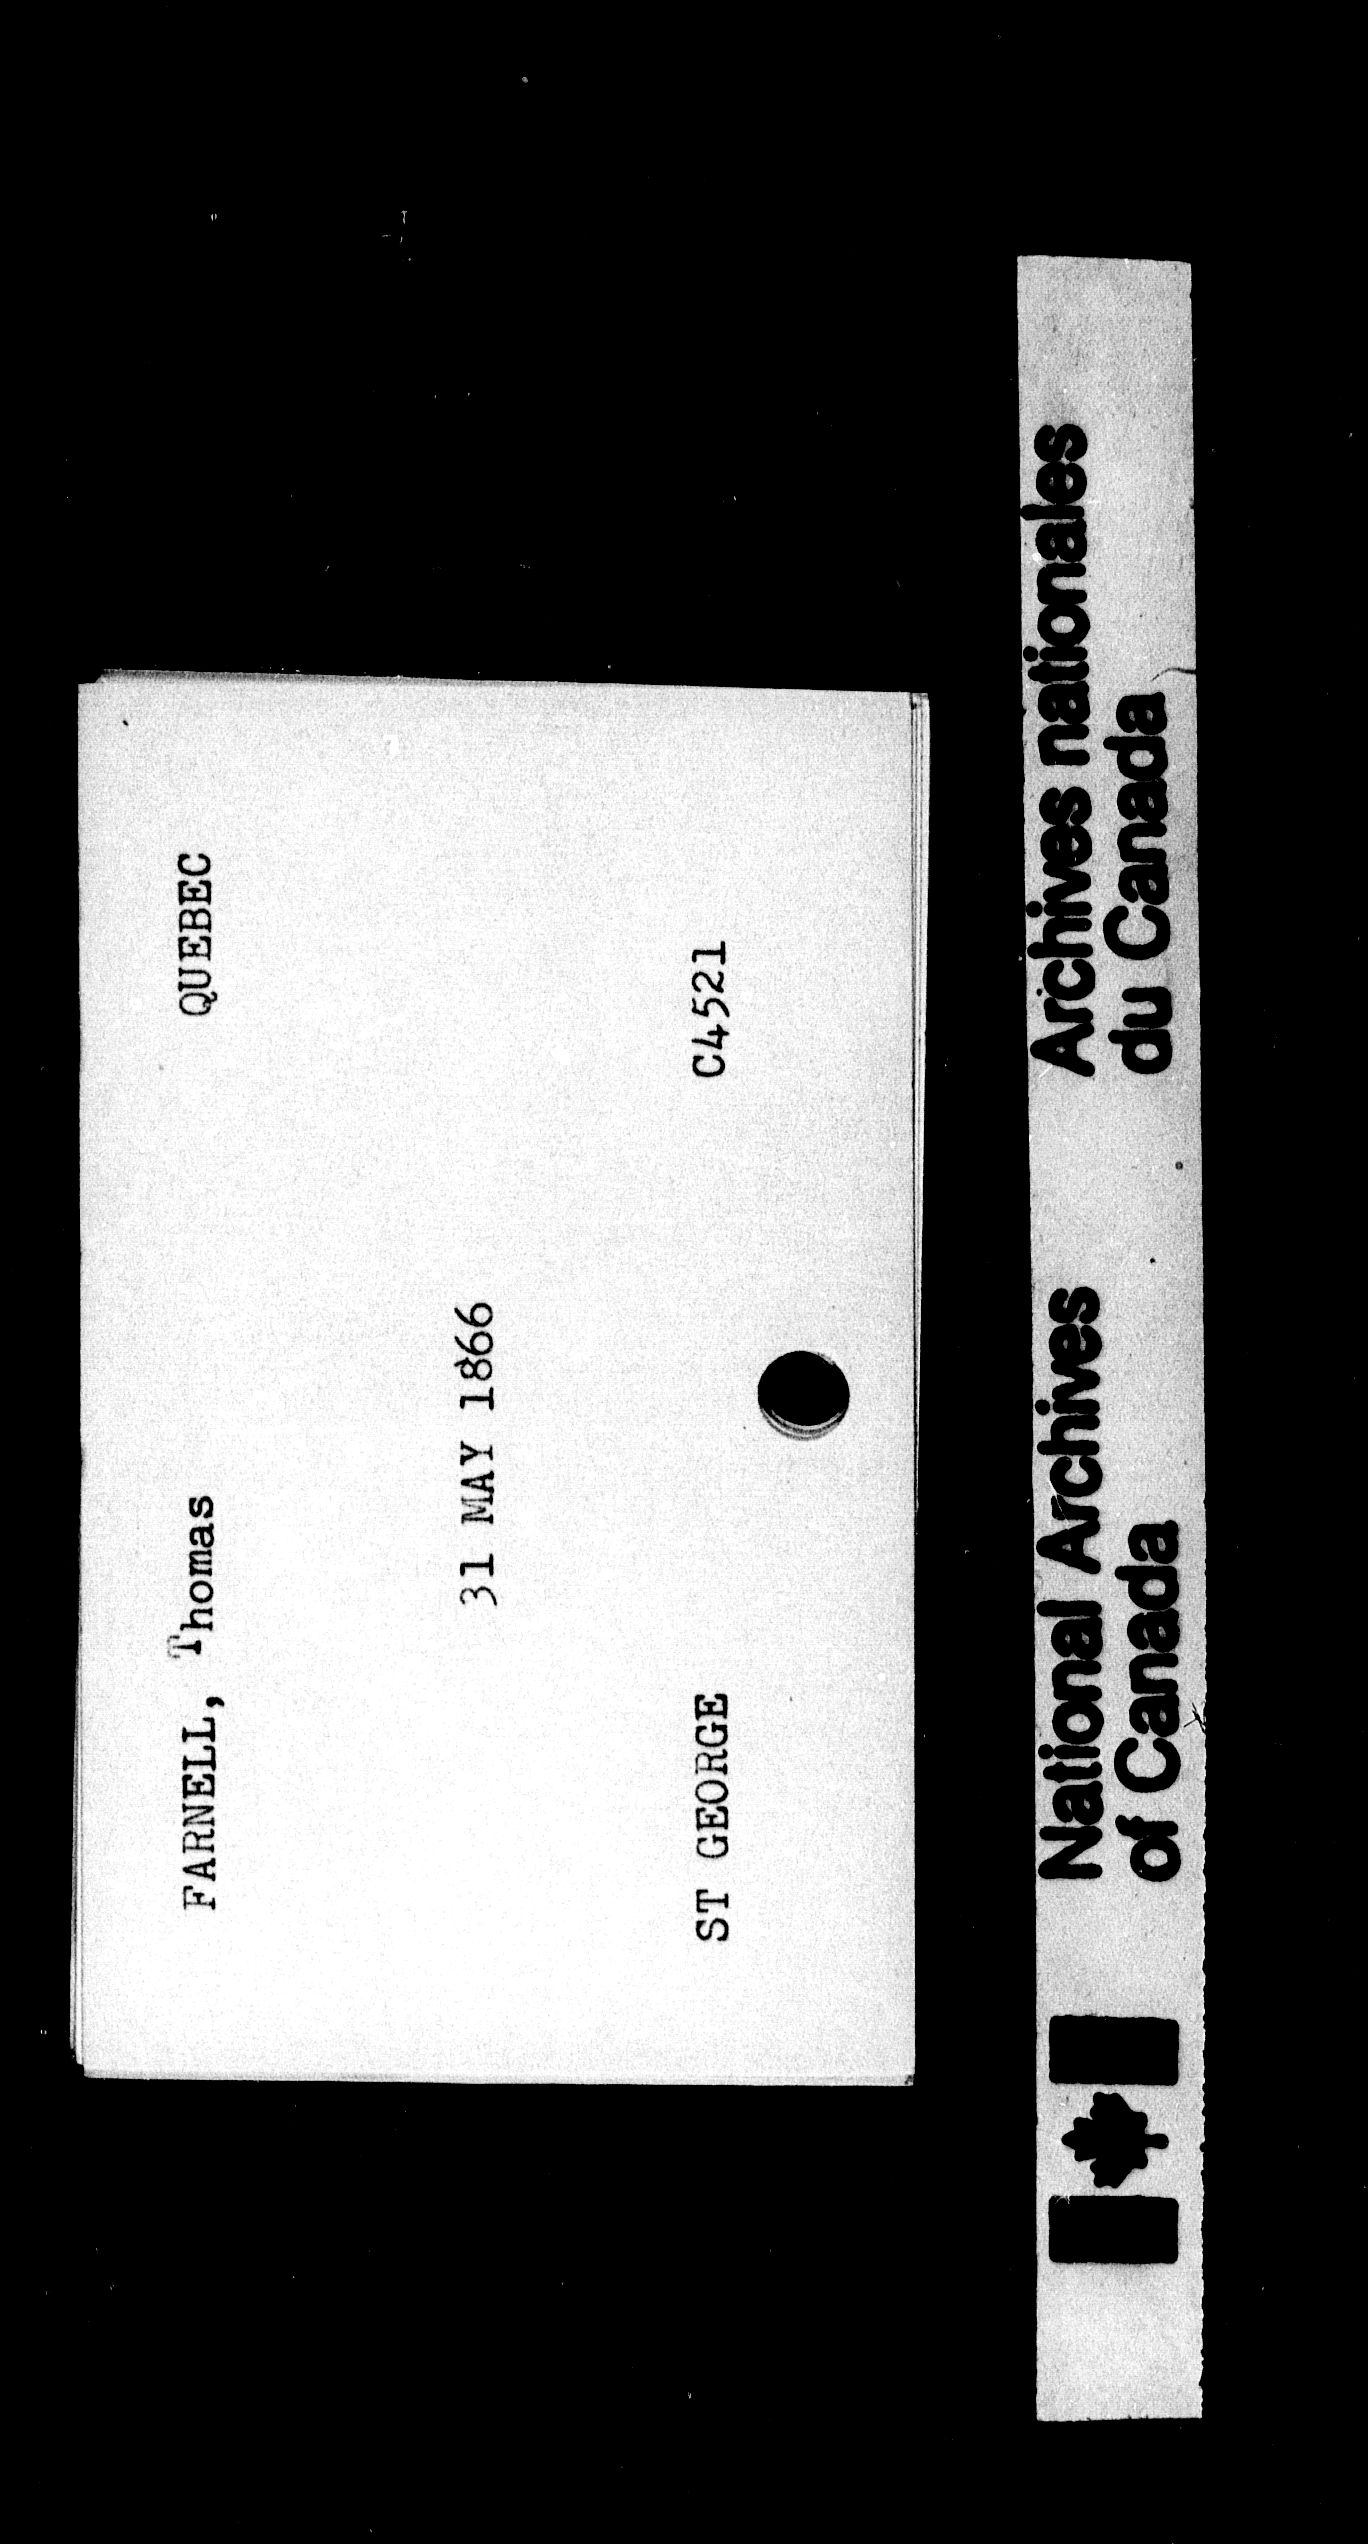 FARNELL, Thomas QUEBEC
31 MAY 1866
ST GEORGE C4521
National Archives
of Canada
Archives nationales
du Canada